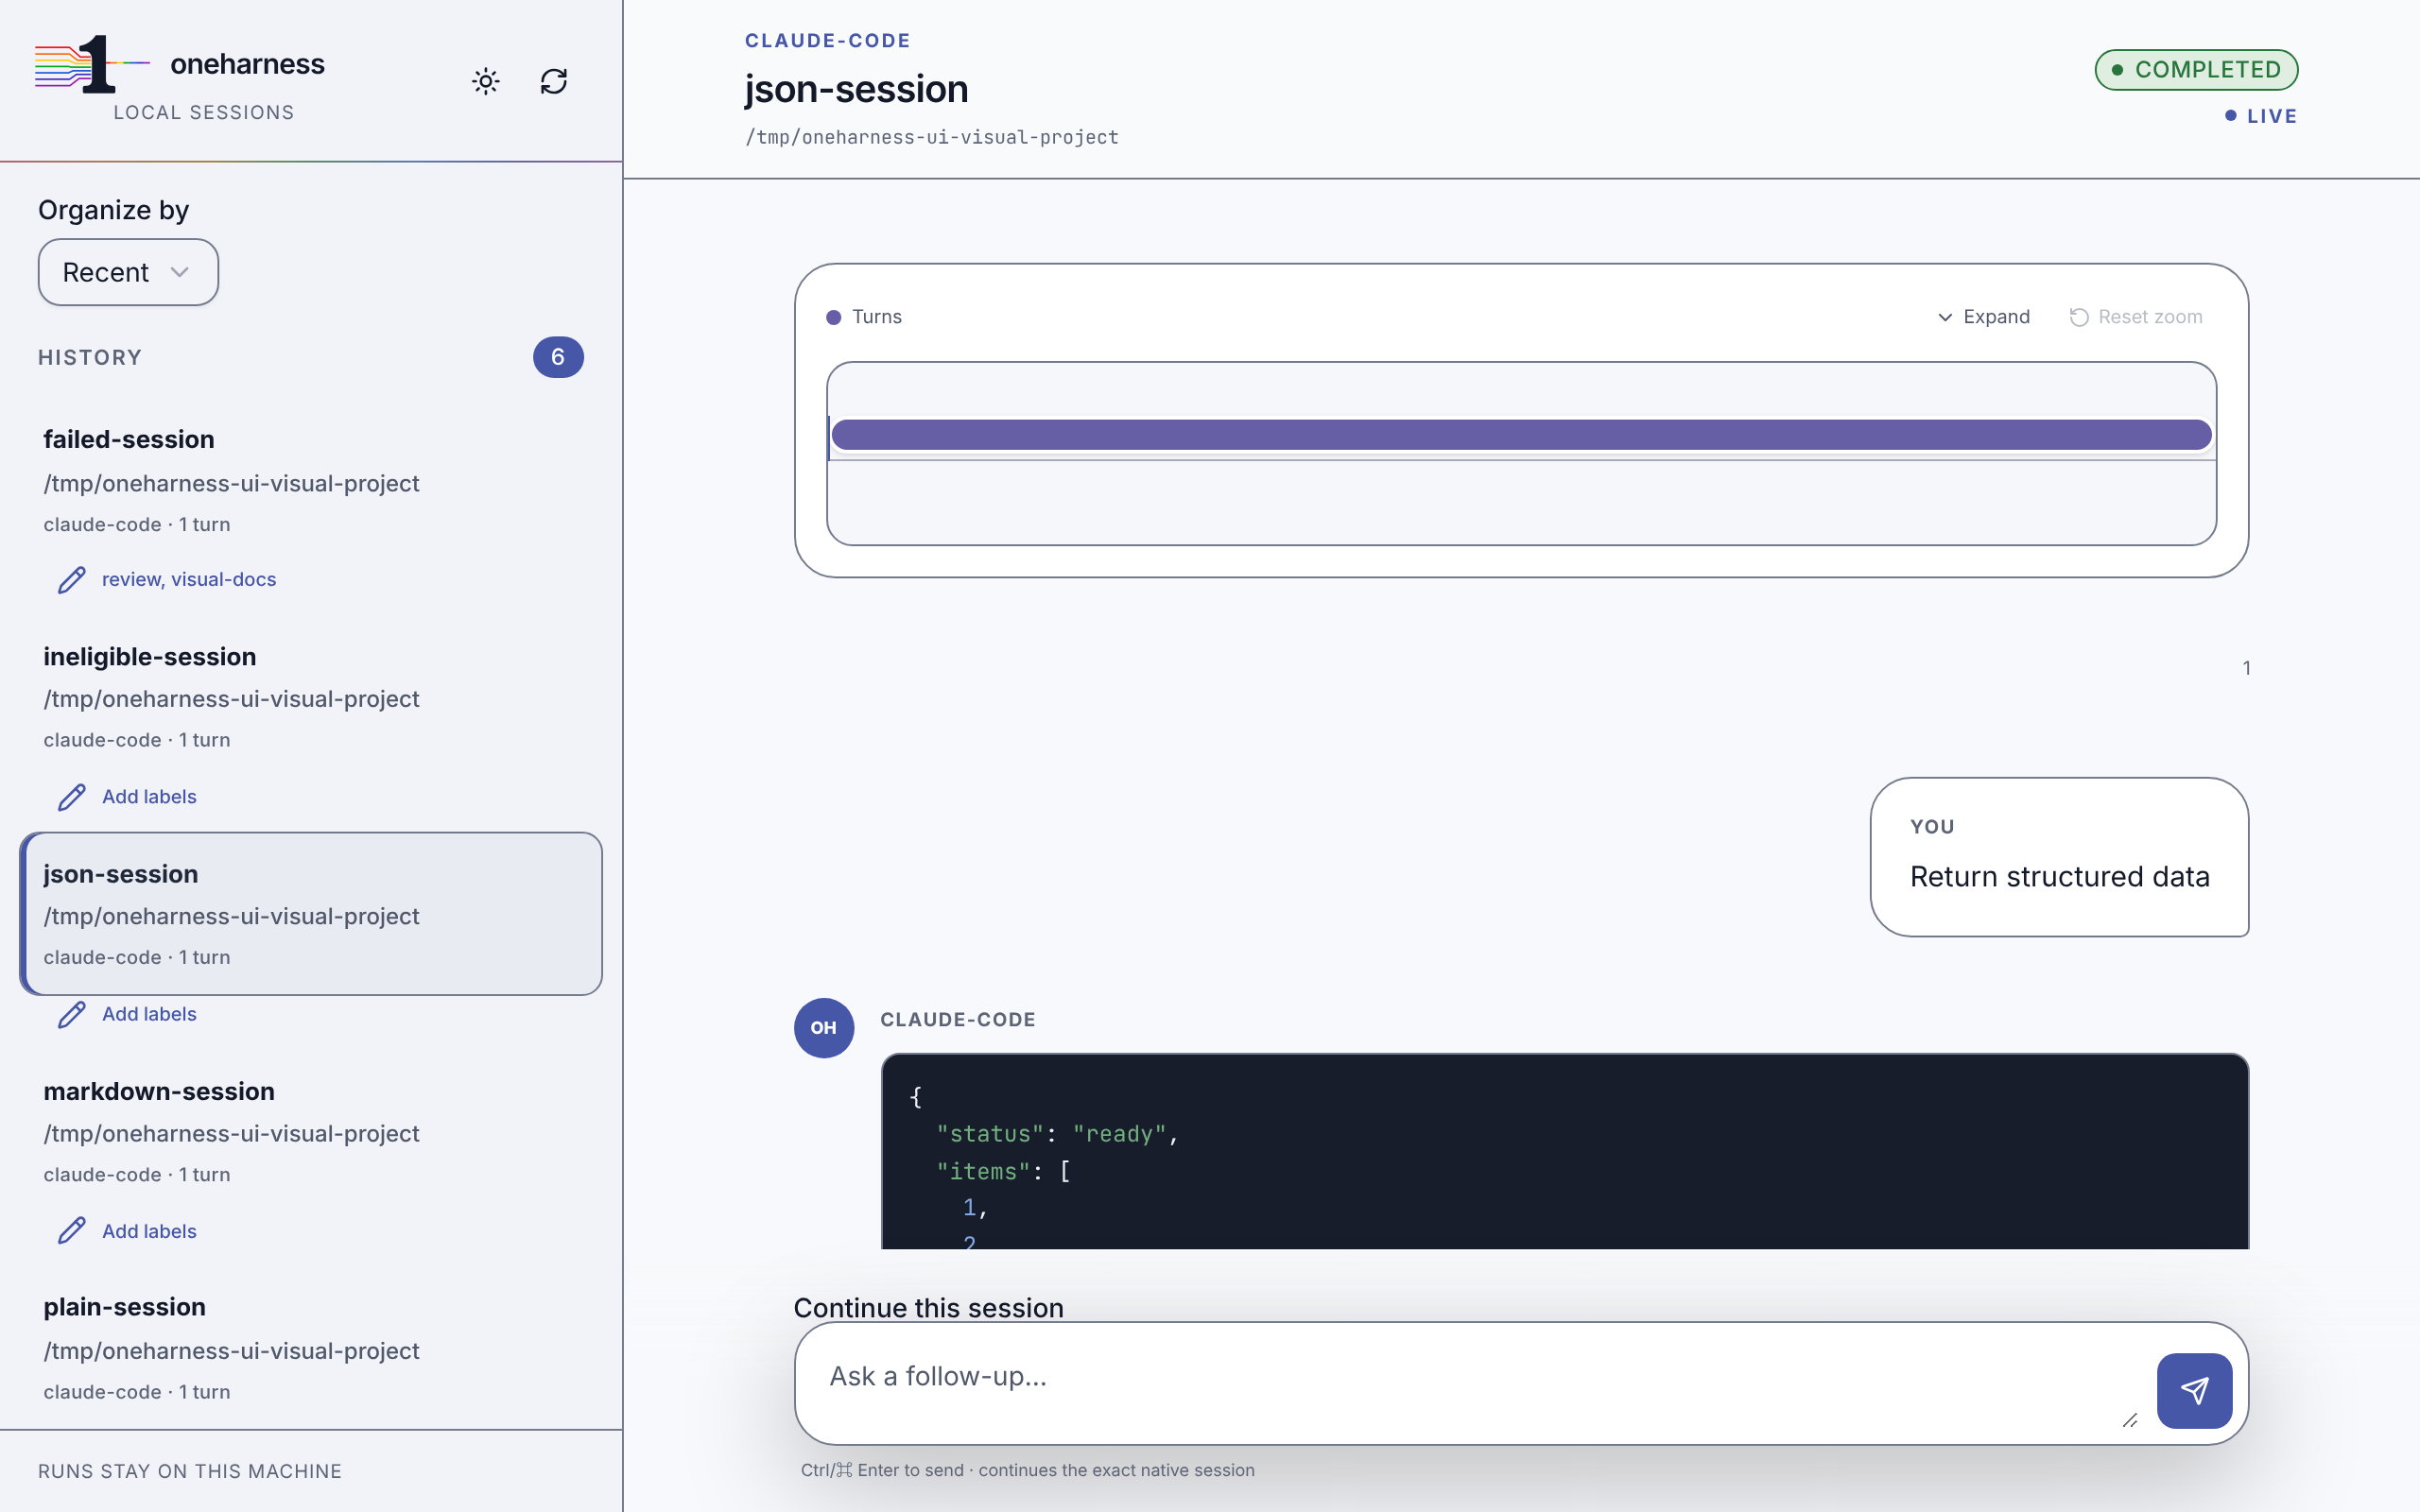 1 oneharness
LOCAL SESSIONS
Organize by
Recent
HISTORY 6
failed-session
/tmp/oneharness-ui-visual-project
claude-code · 1 turn
review, visual-docs
ineligible-session
/tmp/oneharness-ui-visual-project
claude-code · 1 turn
Add labels
json-session
/tmp/oneharness-ui-visual-project
claude-code · 1 turn
Add labels
markdown-session
/tmp/oneharness-ui-visual-project
claude-code · 1 turn
Add labels
plain-session
/tmp/oneharness-ui-visual-project
claude-code · 1 turn
RUNS STAY ON THIS MACHINE
CLAUDE-CODE
json-session
/tmp/oneharness-ui-visual-project
COMPLETED
LIVE
Turns
Expand
Reset zoom
1
YOU
Return structured data
OH
CLAUDE-CODE
{
"status": "ready",
"items": [
1,
2
Continue this session
Ask a follow-up...
Ctrl/⌘ Enter to send · continues the exact native session